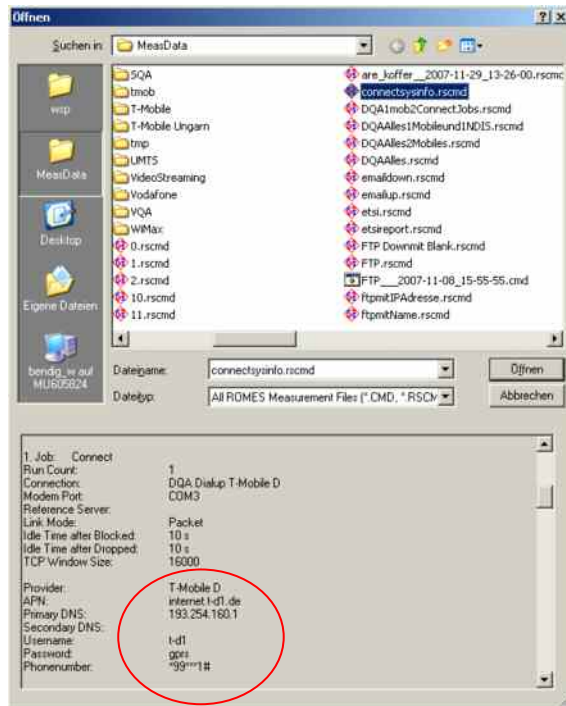 Öffnen
Suchen in:
MeasData
wsp
MeasData
Desktop
Eigene Dateien
bendig_w auf
MU605824
SQA
tmob
T-Mobile
T-Mobile Ungarn
tmp
UMTS
VideoStreaming
Vodafone
VQA
WiMax
0.rscmd
1.rscmd
2.rscmd
10.rscmd
11.rscmd
are_koffer__2007-11-29_13-26-00.rscmd
connectsysinfo.rscmd
DQA1mob2ConnectJobs.rscmd
DQAAlles1Mobileund1NDIS.rscmd
DQAAlles2Mobiles.rscmd
DQAAlles.rscmd
emaildown.rscmd
emailup.rscmd
etsi.rscmd
etsireport.rscmd
FTP Downmit Blank.rscmd
FTP.rscmd
FTP__2007-11-08_15-55-55.cmd
ftpmitIPAdresse.rscmd
ftpmitName.rscmd
Dateiname:
connectsysinfo.rscmd
Öffnen
Dateityp:
All ROMES Measurement Files (*.CMD, *.RSCM
Abbrechen
1. Job: Connect
Run Count: 1
Connection: DQA Dialup T-Mobile D
Modem Port: COM3
Reference Server:
Link Mode: Packet
Idle Time after Blocked: 10 s
Idle Time after Dropped: 10 s
TCP Window Size: 16000
Provider: T-Mobile D
APN: internet.t-d1.de
Primary DNS: 193.254.160.1
Secondary DNS:
Username: t-d1
Password: gprs
Phonenumber: *99***1#